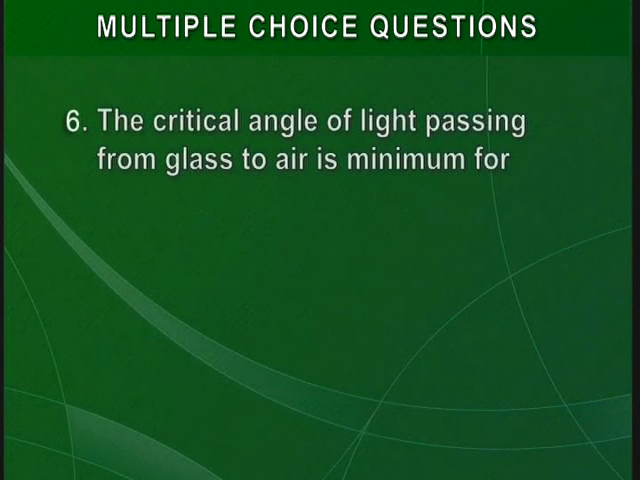 MULTIPLE CHOICE QUESTIONS
6. The critical angle of light passing
from glass to air is minimum for